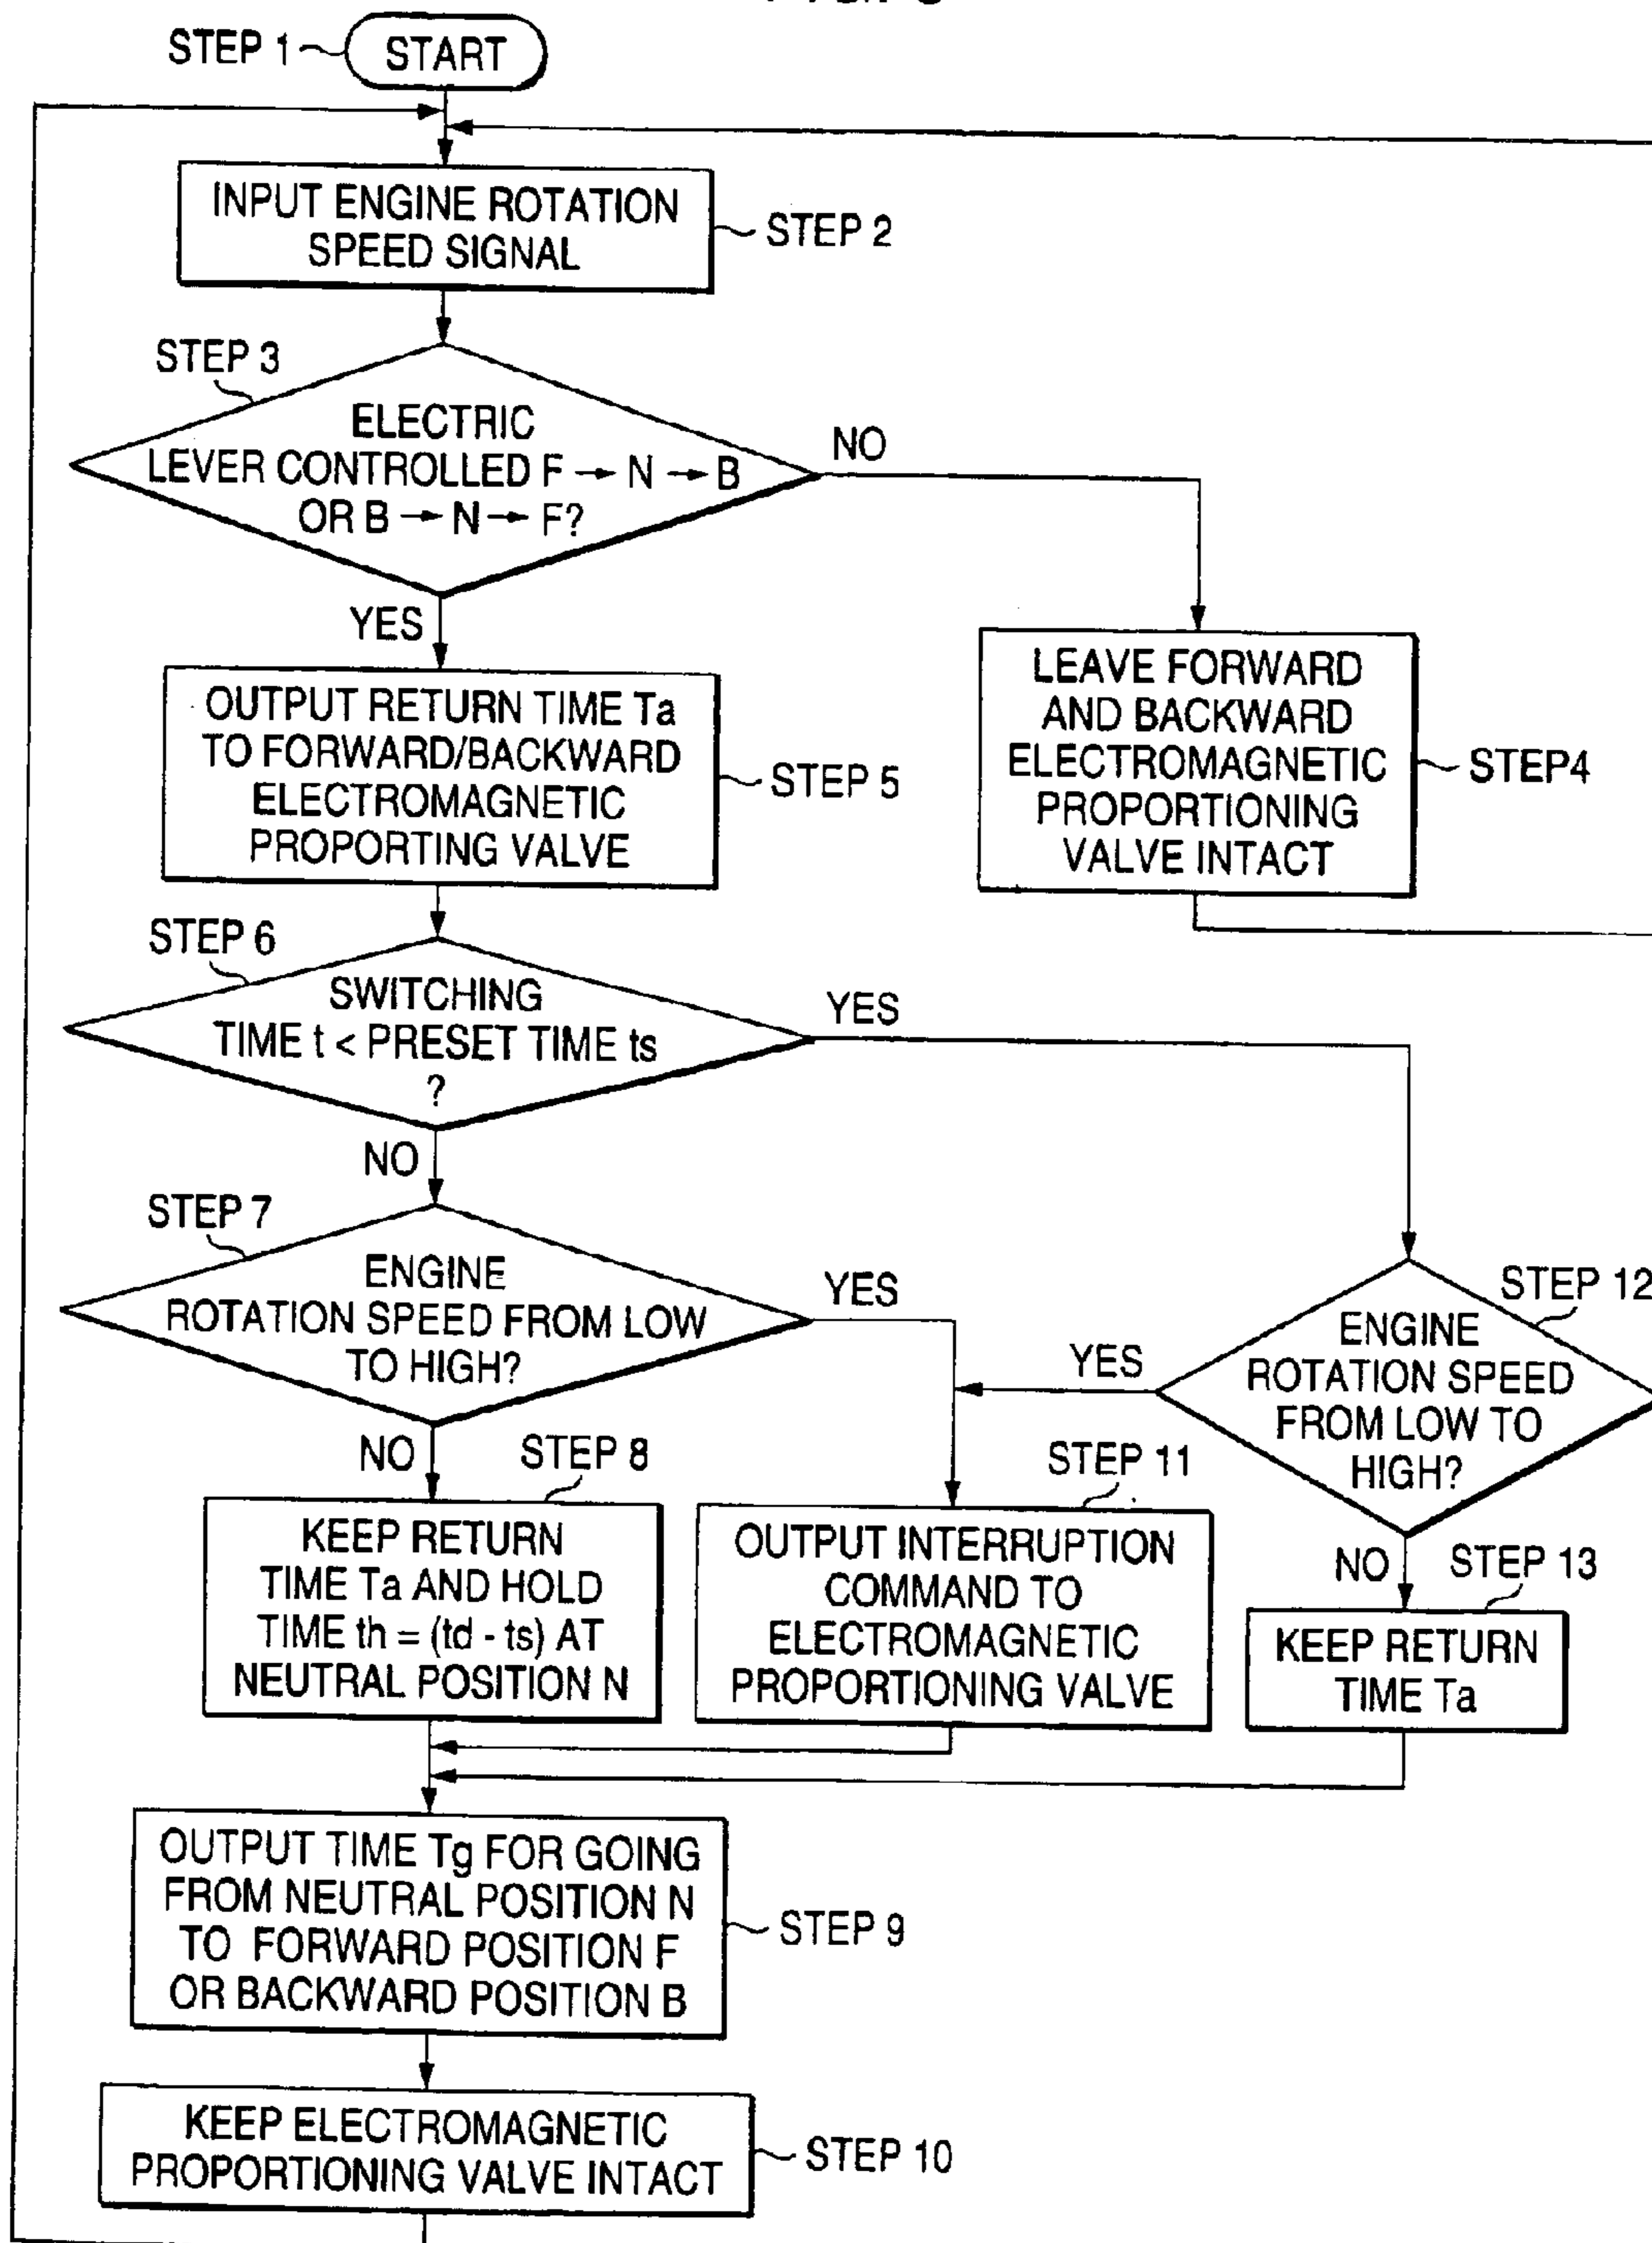 STEP 1
START
INPUT ENGINE ROTATION
SPEED SIGNAL
STEP 2
STEP 3
ELECTRIC
LEVER CONTROLLED F → N → B
OR B → N → F?
NO
YES
LEAVE FORWARD
AND BACKWARD
ELECTROMAGNETIC
PROPORTIONING
VALVE INTACT
STEP4
OUTPUT RETURN TIME Ta
TO FORWARD/BACKWARD
ELECTROMAGNETIC
PROPORTING VALVE
STEP 5
STEP 6
SWITCHING
TIME t < PRESET TIME ts
?
YES
NO
STEP 7
ENGINE
ROTATION SPEED FROM LOW
TO HIGH?
YES
NO
STEP 12
ENGINE
ROTATION SPEED
FROM LOW TO
HIGH?
YES
NO
STEP 8
KEEP RETURN
TIME Ta AND HOLD
TIME th = (td - ts) AT
NEUTRAL POSITION N
STEP 11
OUTPUT INTERRUPTION
COMMAND TO
ELECTROMAGNETIC
PROPORTIONING VALVE
STEP 13
KEEP RETURN
TIME Ta
OUTPUT TIME Tg FOR GOING
FROM NEUTRAL POSITION N
TO FORWARD POSITION F
OR BACKWARD POSITION B
STEP 9
KEEP ELECTROMAGNETIC
PROPORTIONING VALVE INTACT
STEP 10